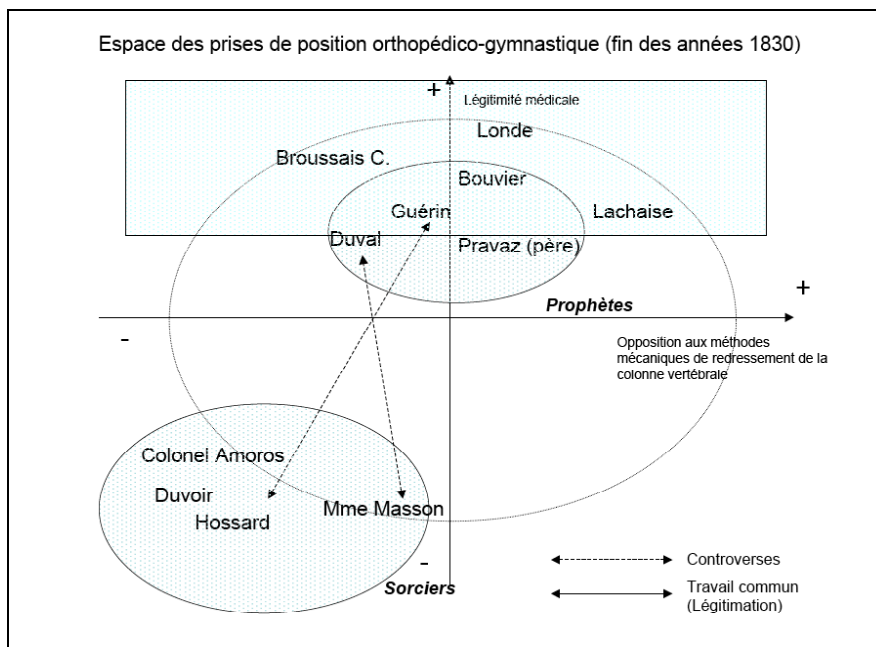 Espace des prises de position orthopédico-gymnastique (fin des années 1830)
+
Légitimité médicale
Londe
Broussais C.
Bouvier
Guérin
Lachaise
Duval
Pravaz (père)
+
Prophètes
-
Opposition aux méthodes
mécaniques de redressement de la
colonne vertébrale
Colonel Amoros
Duvoir
Mme Masson
Hossard
-
Sorciers
Controverses
Travail commun
(Légitimation)